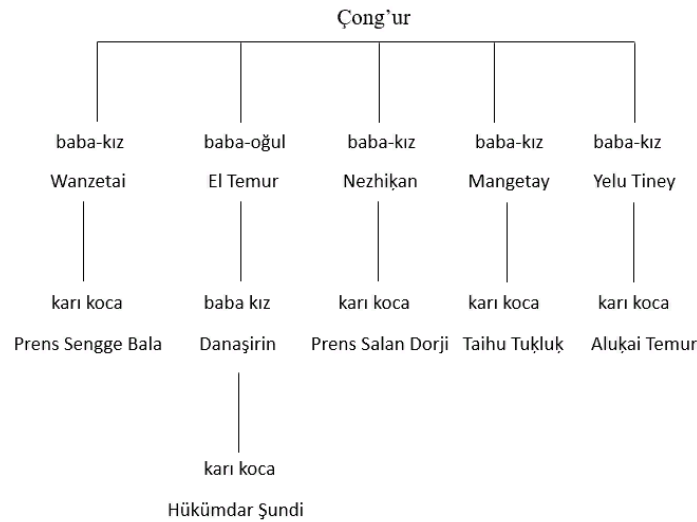 Çong’ur
baba-kız baba-oğul baba-kız baba-kız baba-kız
Wanzetai El Temur Nezhiķan Mangetay Yelu Tiney
karı koca baba kız karı koca karı koca karı koca
Prens Sengge Bala Danaşirin Prens Salan Dorji Taihu Tuķluķ Aluķai Temur
karı koca
Hükümdar Şundi